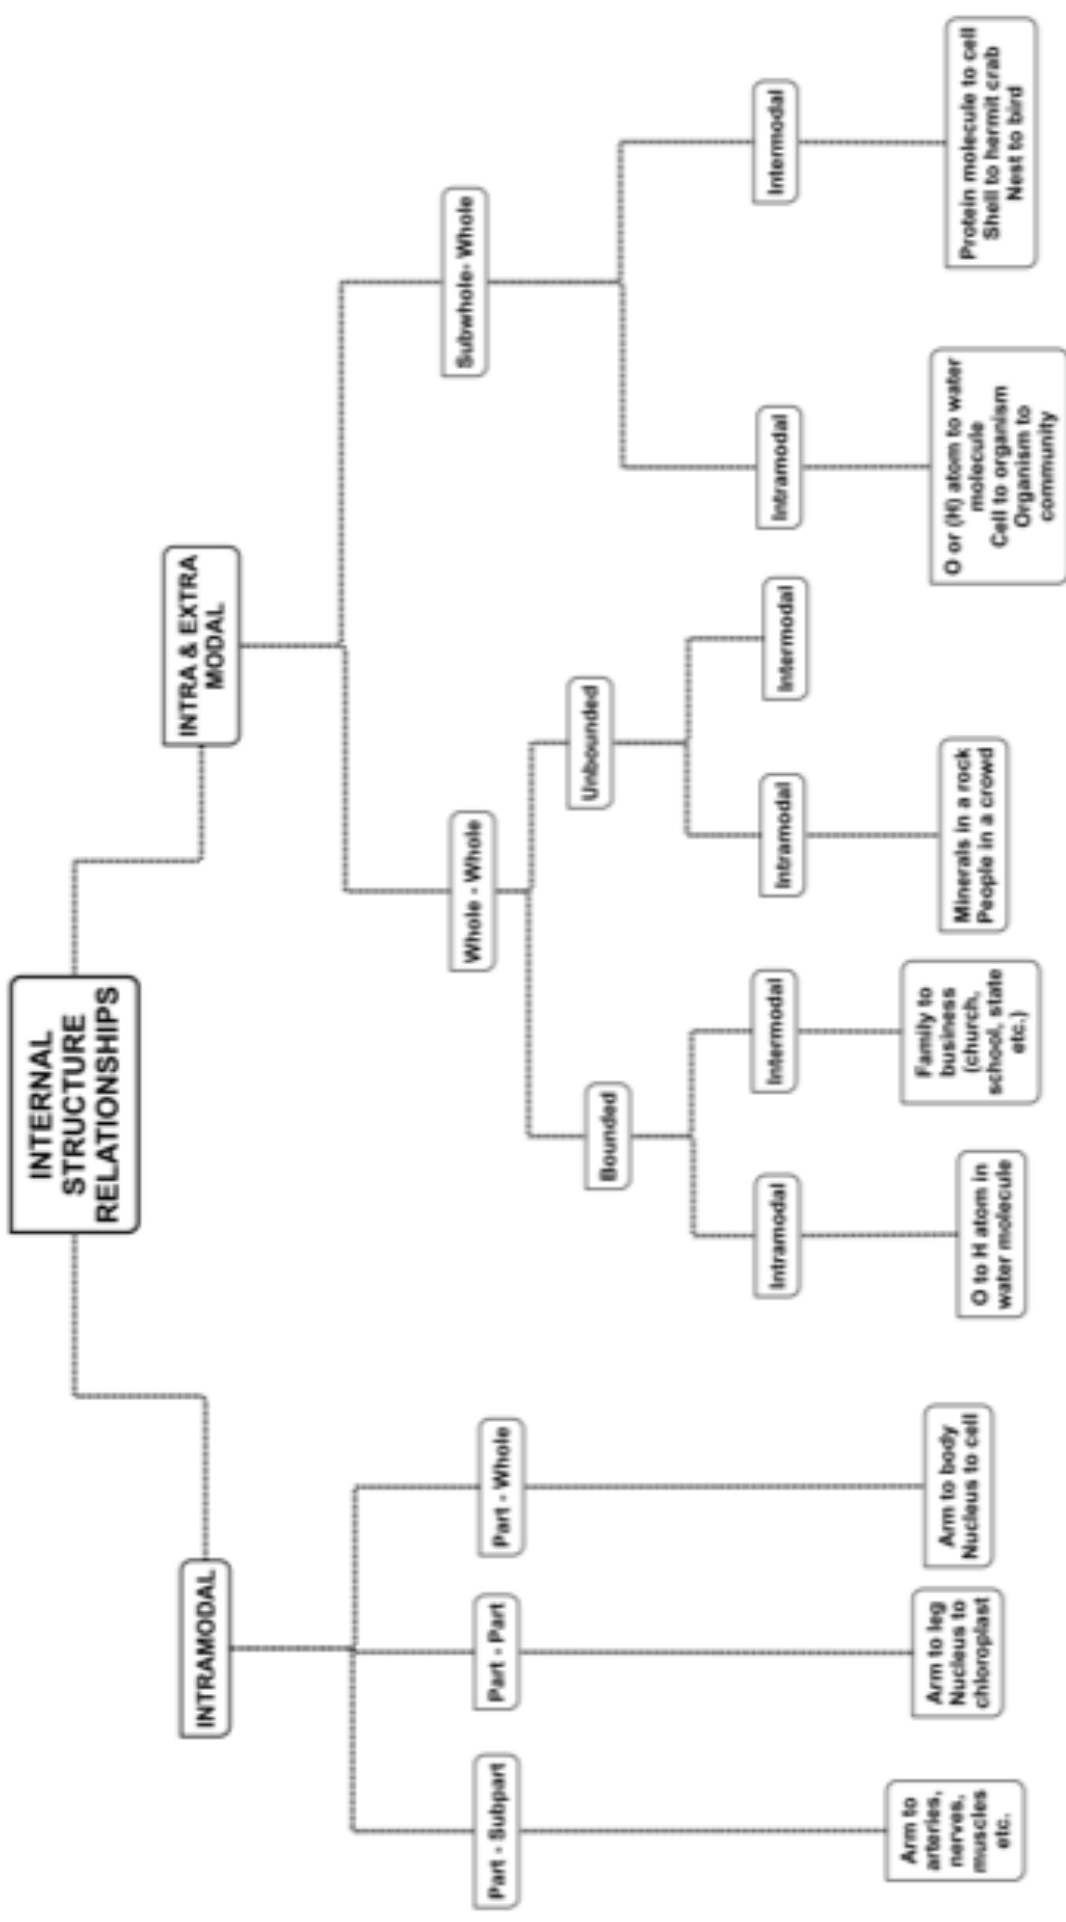 INTERNAL
STRUCTURE
RELATIONSHIPS
INTRAMODAL
INTRA & EXTRA
MODAL
Part - Subpart
Part - Part
Part - Whole
Whole - Whole
Subwhole- Whole
Bounded
Unbounded
Intramodal
Intermodal
Intramodal
Intermodal
Intramodal
Intermodal
Arm to
arteries,
nerves,
muscles
etc.
Arm to leg
Nucleus to
chloroplast
Arm to body
Nucleus to cell
O to H atom in
water molecule
Family to
business
(church,
school, state
etc.)
Minerals in a rock
People in a crowd
O or (H) atom to water
molecule
Cell to organism
Organism to
community
Protein molecule to cell
Shell to hermit crab
Nest to bird